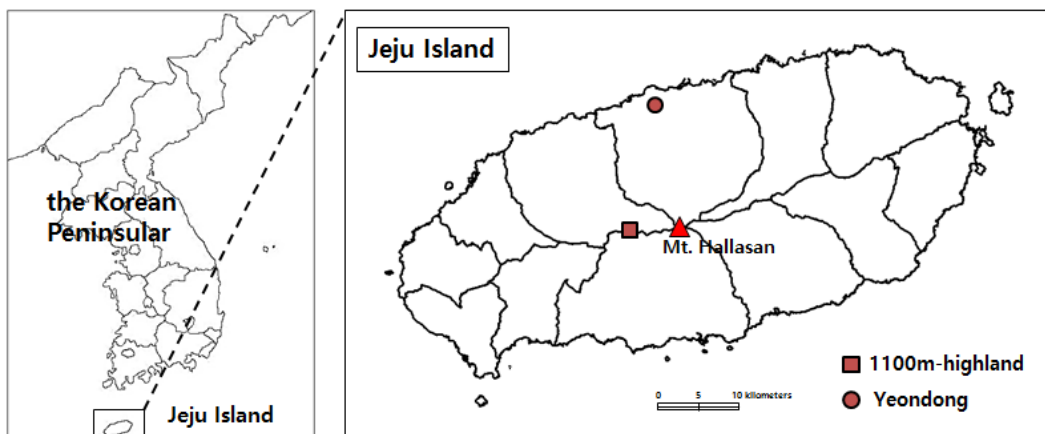 the Korean
Peninsular
Jeju Island
Jeju Island
Mt. Hallasan
0 5 10 kilometers
1100m-highland
Yeondong